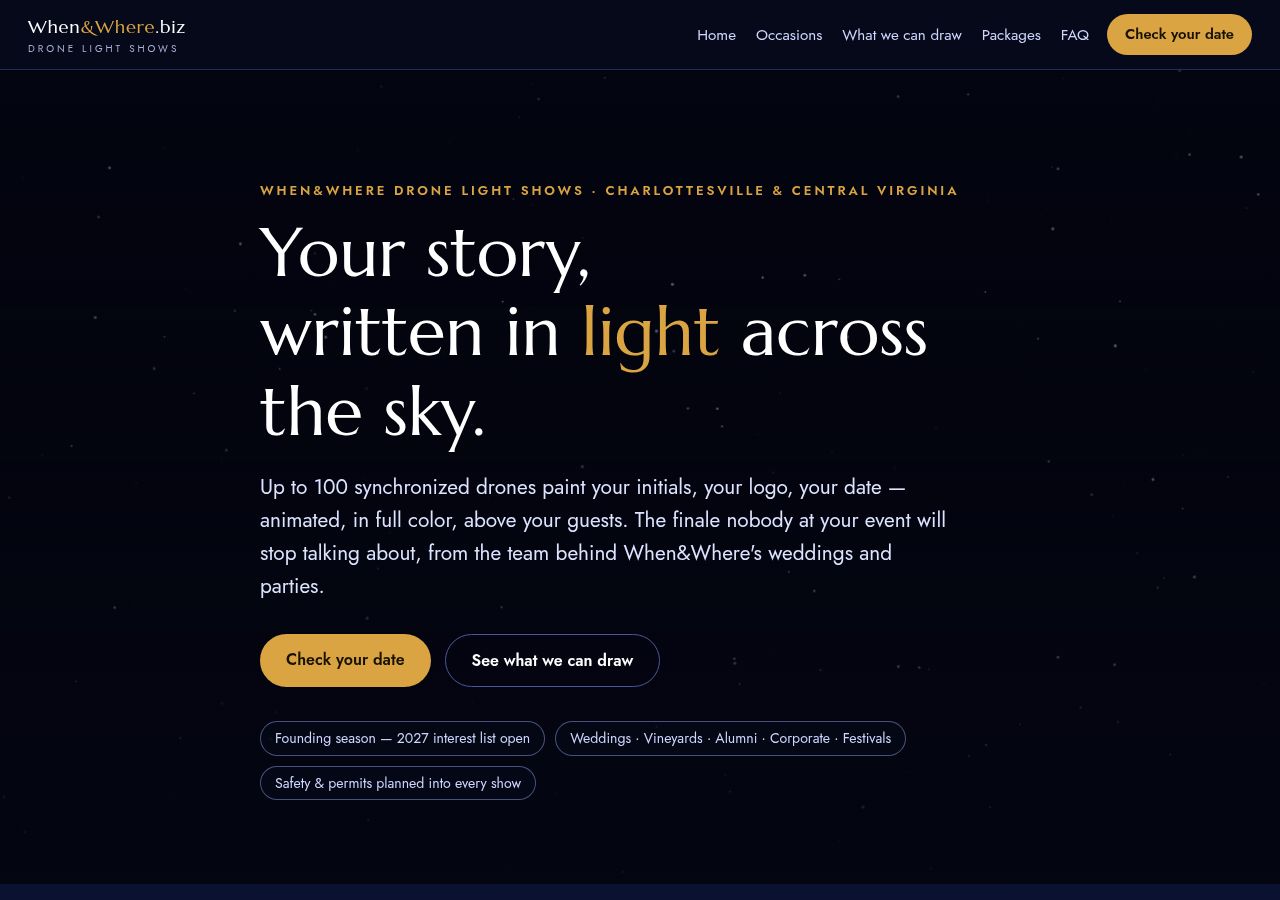 When&Where.biz
DRONE LIGHT SHOWS
Home
Occasions
What we can draw
Packages
FAQ
Check your date
WHEN&WHERE DRONE LIGHT SHOWS · CHARLOTTESVILLE & CENTRAL VIRGINIA
Your story,
written in light across
the sky.
Up to 100 synchronized drones paint your initials, your logo, your date —
animated, in full color, above your guests. The finale nobody at your event will
stop talking about, from the team behind When&Where's weddings and
parties.
Check your date
See what we can draw
Founding season — 2027 interest list open
Weddings · Vineyards · Alumni · Corporate · Festivals
Safety & permits planned into every show